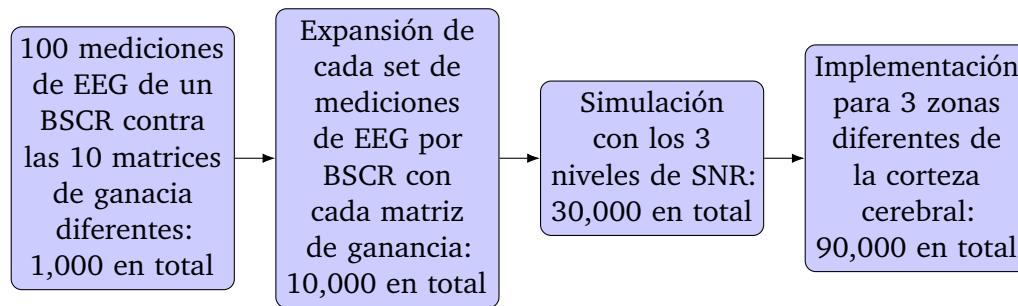 100 mediciones
de EEG de un
BSCR contra
las 10 matrices
de ganacia
diferentes:
1,000 en total
Expansión de
cada set de
mediciones
de EEG por
BSCR con
cada matriz
de ganancia:
10,000 en total
Simulación
con los 3
niveles de SNR:
30,000 en total
Implementación
para 3 zonas
diferentes de
la corteza
cerebral:
90,000 en total